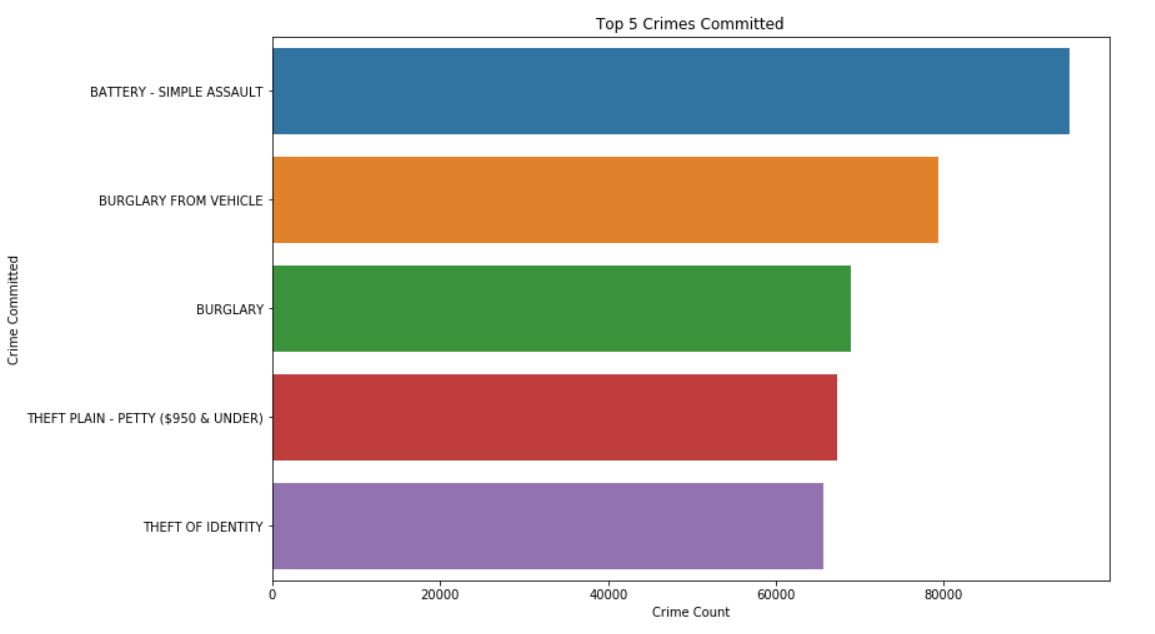 Top 5 Crimes Committed
Crime Committed
BATTERY - SIMPLE ASSAULT
BURGLARY FROM VEHICLE
BURGLARY
THEFT PLAIN - PETTY ($950 & UNDER)
THEFT OF IDENTITY
0 20000 40000 60000 80000
Crime Count